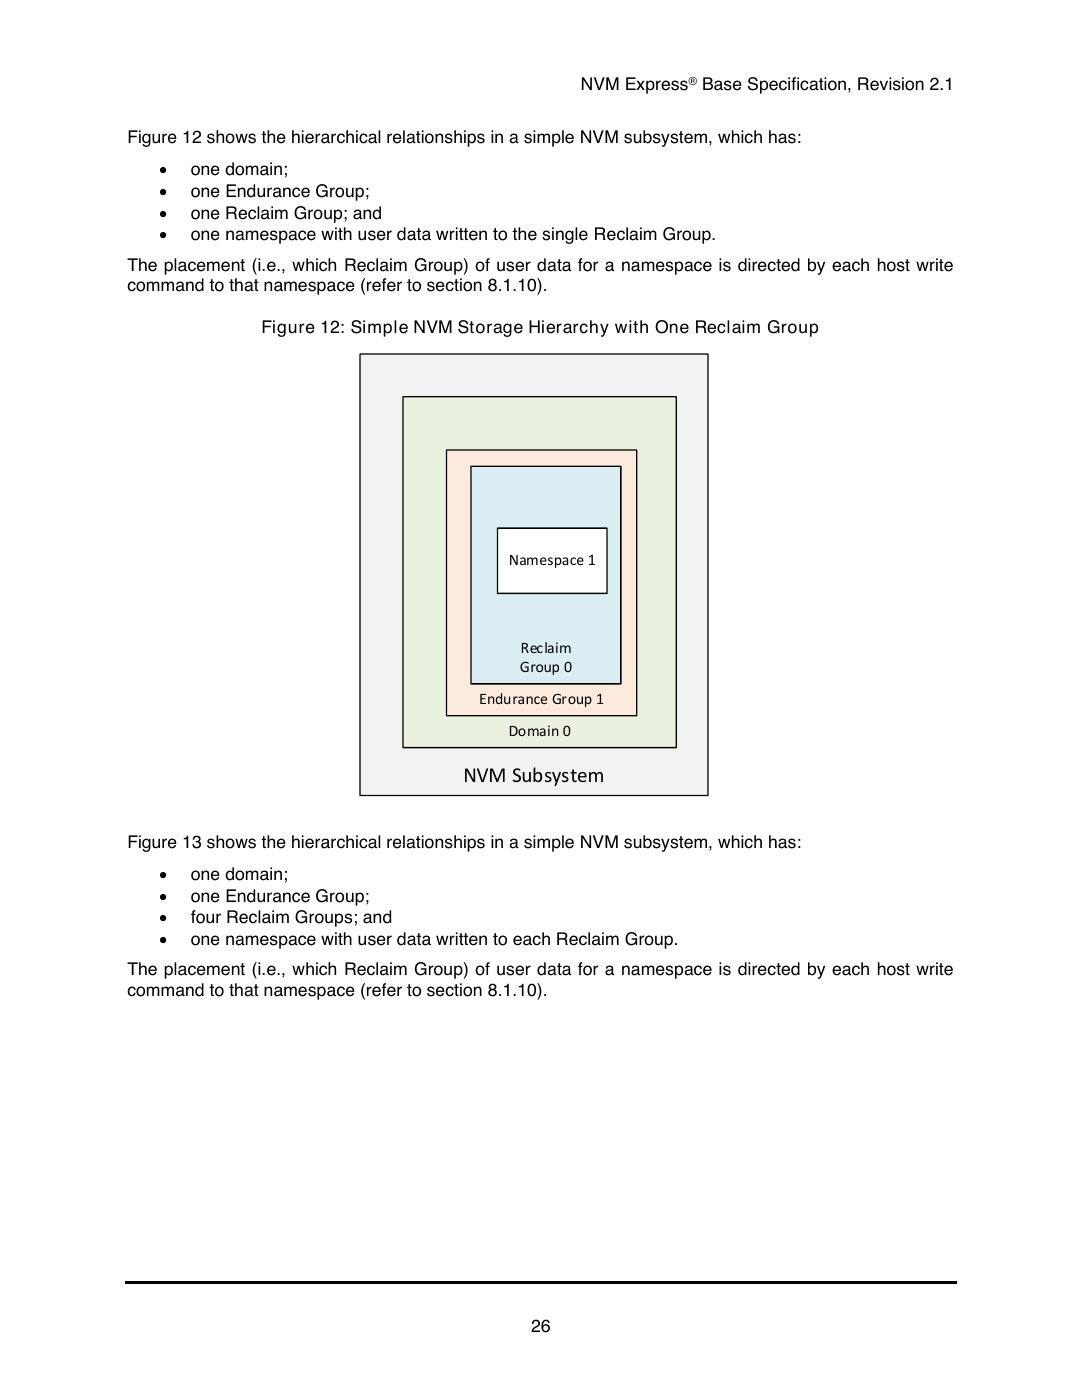 NVM Express® Base Specification, Revision 2.1
Figure 12 shows the hierarchical relationships in a simple NVM subsystem, which has:
• one domain;
• one Endurance Group;
• one Reclaim Group; and
• one namespace with user data written to the single Reclaim Group.
The placement (i.e., which Reclaim Group) of user data for a namespace is directed by each host write
command to that namespace (refer to section 8.1.10).
Figure 12: Simple NVM Storage Hierarchy with One Reclaim Group
Namespace 1
Reclaim
Group 0
Endurance Group 1
Domain 0
NVM Subsystem
Figure 13 shows the hierarchical relationships in a simple NVM subsystem, which has:
• one domain;
• one Endurance Group;
• four Reclaim Groups; and
• one namespace with user data written to each Reclaim Group.
The placement (i.e., which Reclaim Group) of user data for a namespace is directed by each host write
command to that namespace (refer to section 8.1.10).
26